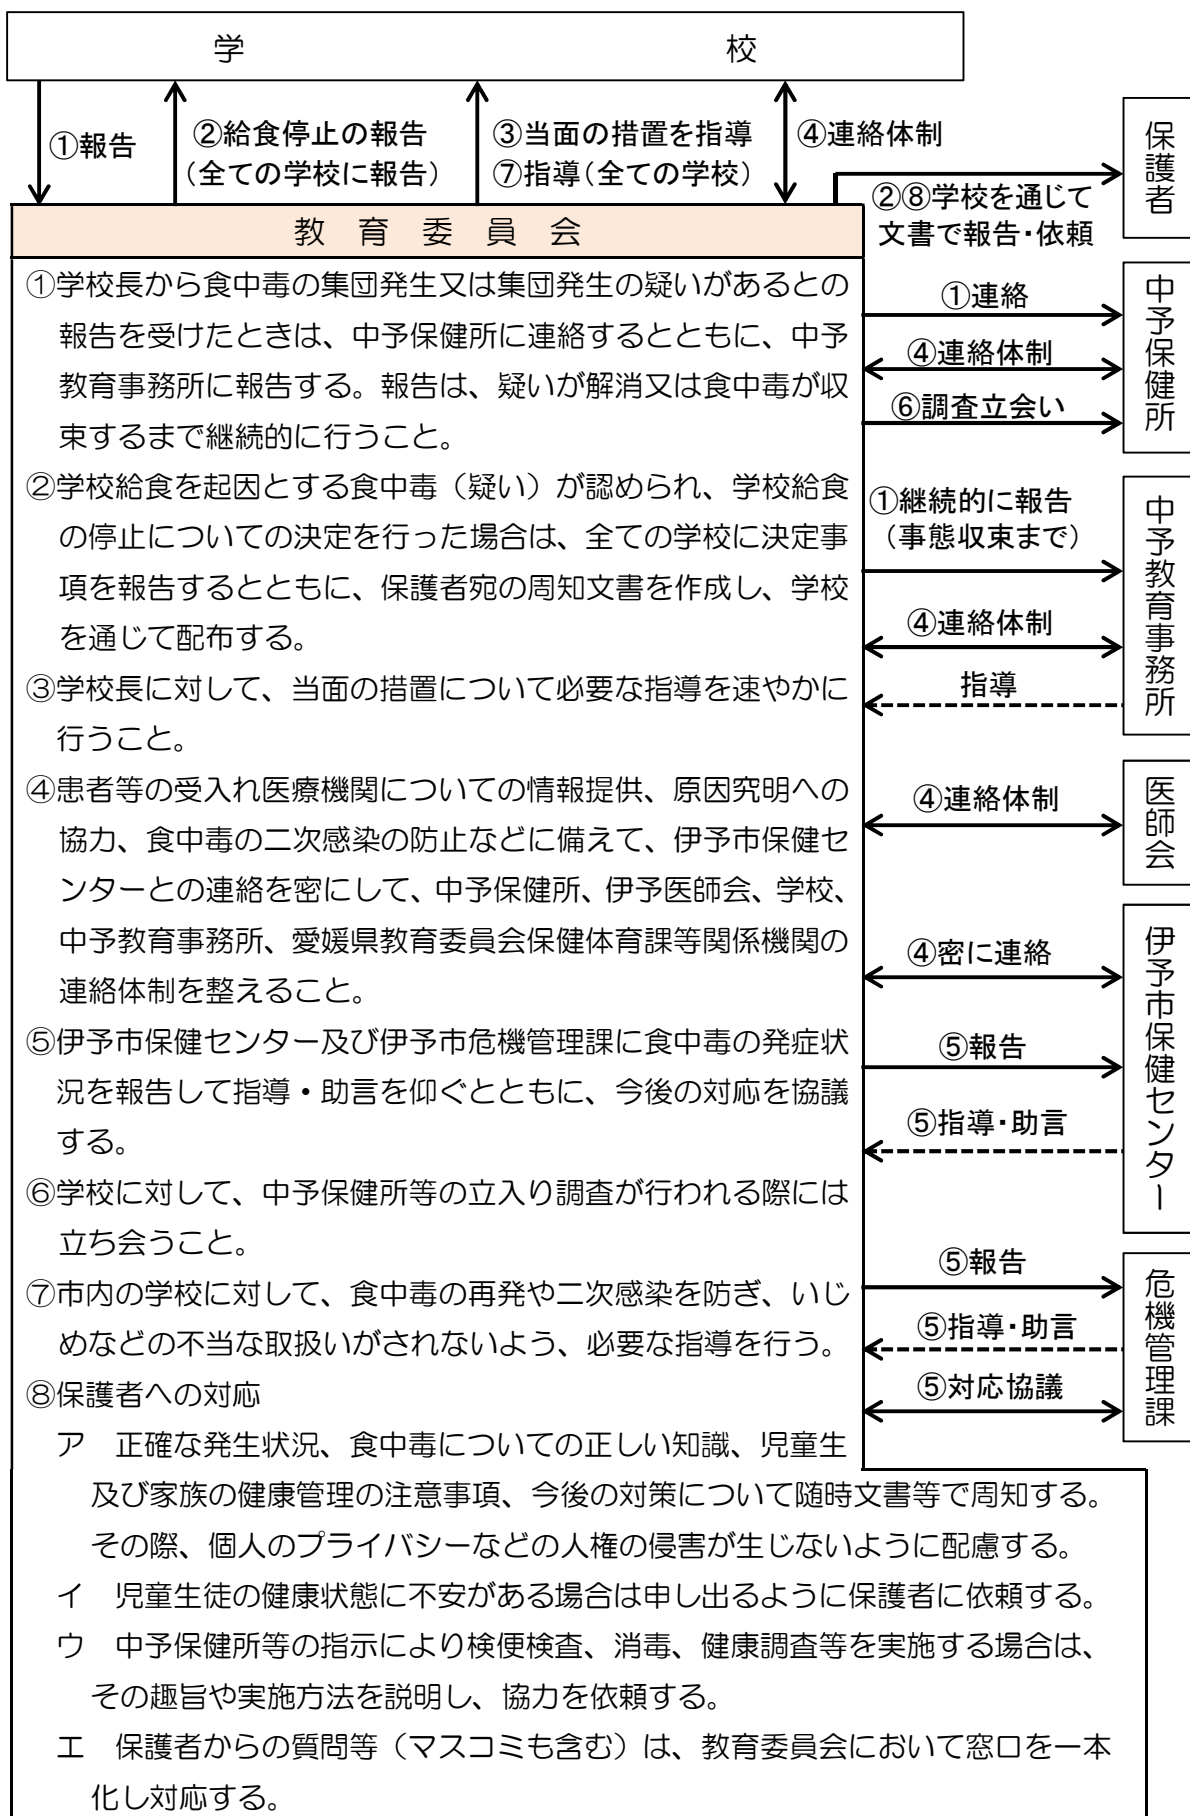 学　校
①報告
②給食停止の報告
（全ての学校に報告）
③当面の措置を指導
⑦指導（全ての学校）
④連絡体制
②⑧学校を通じて
文書で報告・依頼
保護者
教　育　委　員　会
①学校長から食中毒の集団発生又は集団発生の疑いがあるとの
報告を受けたときは、中予保健所に連絡するとともに、中予
教育事務所に報告する。報告は、疑いが解消又は食中毒が収
束するまで継続的に行うこと。
②学校給食を起因とする食中毒（疑い）が認められ、学校給食
の停止についての決定を行った場合は、全ての学校に決定事
項を報告するとともに、保護者宛の周知文書を作成し、学校
を通じて配布する。
③学校長に対して、当面の措置について必要な指導を速やかに
行うこと。
④患者等の受入れ医療機関についての情報提供、原因究明への
協力、食中毒の二次感染の防止などに備えて、伊予市保健セ
ンターとの連絡を密にして、中予保健所、伊予医師会、学校、
中予教育事務所、愛媛県教育委員会保健体育課等関係機関の
連絡体制を整えること。
⑤伊予市保健センター及び伊予市危機管理課に食中毒の発症状
況を報告して指導・助言を仰ぐとともに、今後の対応を協議
する。
⑥学校に対して、中予保健所等の立入り調査が行われる際には
立ち会うこと。
⑦市内の学校に対して、食中毒の再発や二次感染を防ぎ、いじ
めなどの不当な取扱いがされないよう、必要な指導を行う。
⑧保護者への対応
ア　正確な発生状況、食中毒についての正しい知識、児童生
及び家族の健康管理の注意事項、今後の対策について随時文書等で周知する。
その際、個人のプライバシーなどの人権の侵害が生じないように配慮する。
イ　児童生徒の健康状態に不安がある場合は申し出るように保護者に依頼する。
ウ　中予保健所等の指示により検便検査、消毒、健康調査等を実施する場合は、
その趣旨や実施方法を説明し、協力を依頼する。
エ　保護者からの質問等（マスコミも含む）は、教育委員会において窓口を一本
化し対応する。
①連絡
④連絡体制
⑥調査立会い
中予保健所
①継続的に報告
（事態収束まで）
④連絡体制
指導
中予教育事務所
④連絡体制
医師会
④密に連絡
⑤報告
⑤指導・助言
伊予市保健センター
⑤報告
⑤指導・助言
⑤対応協議
危機管理課